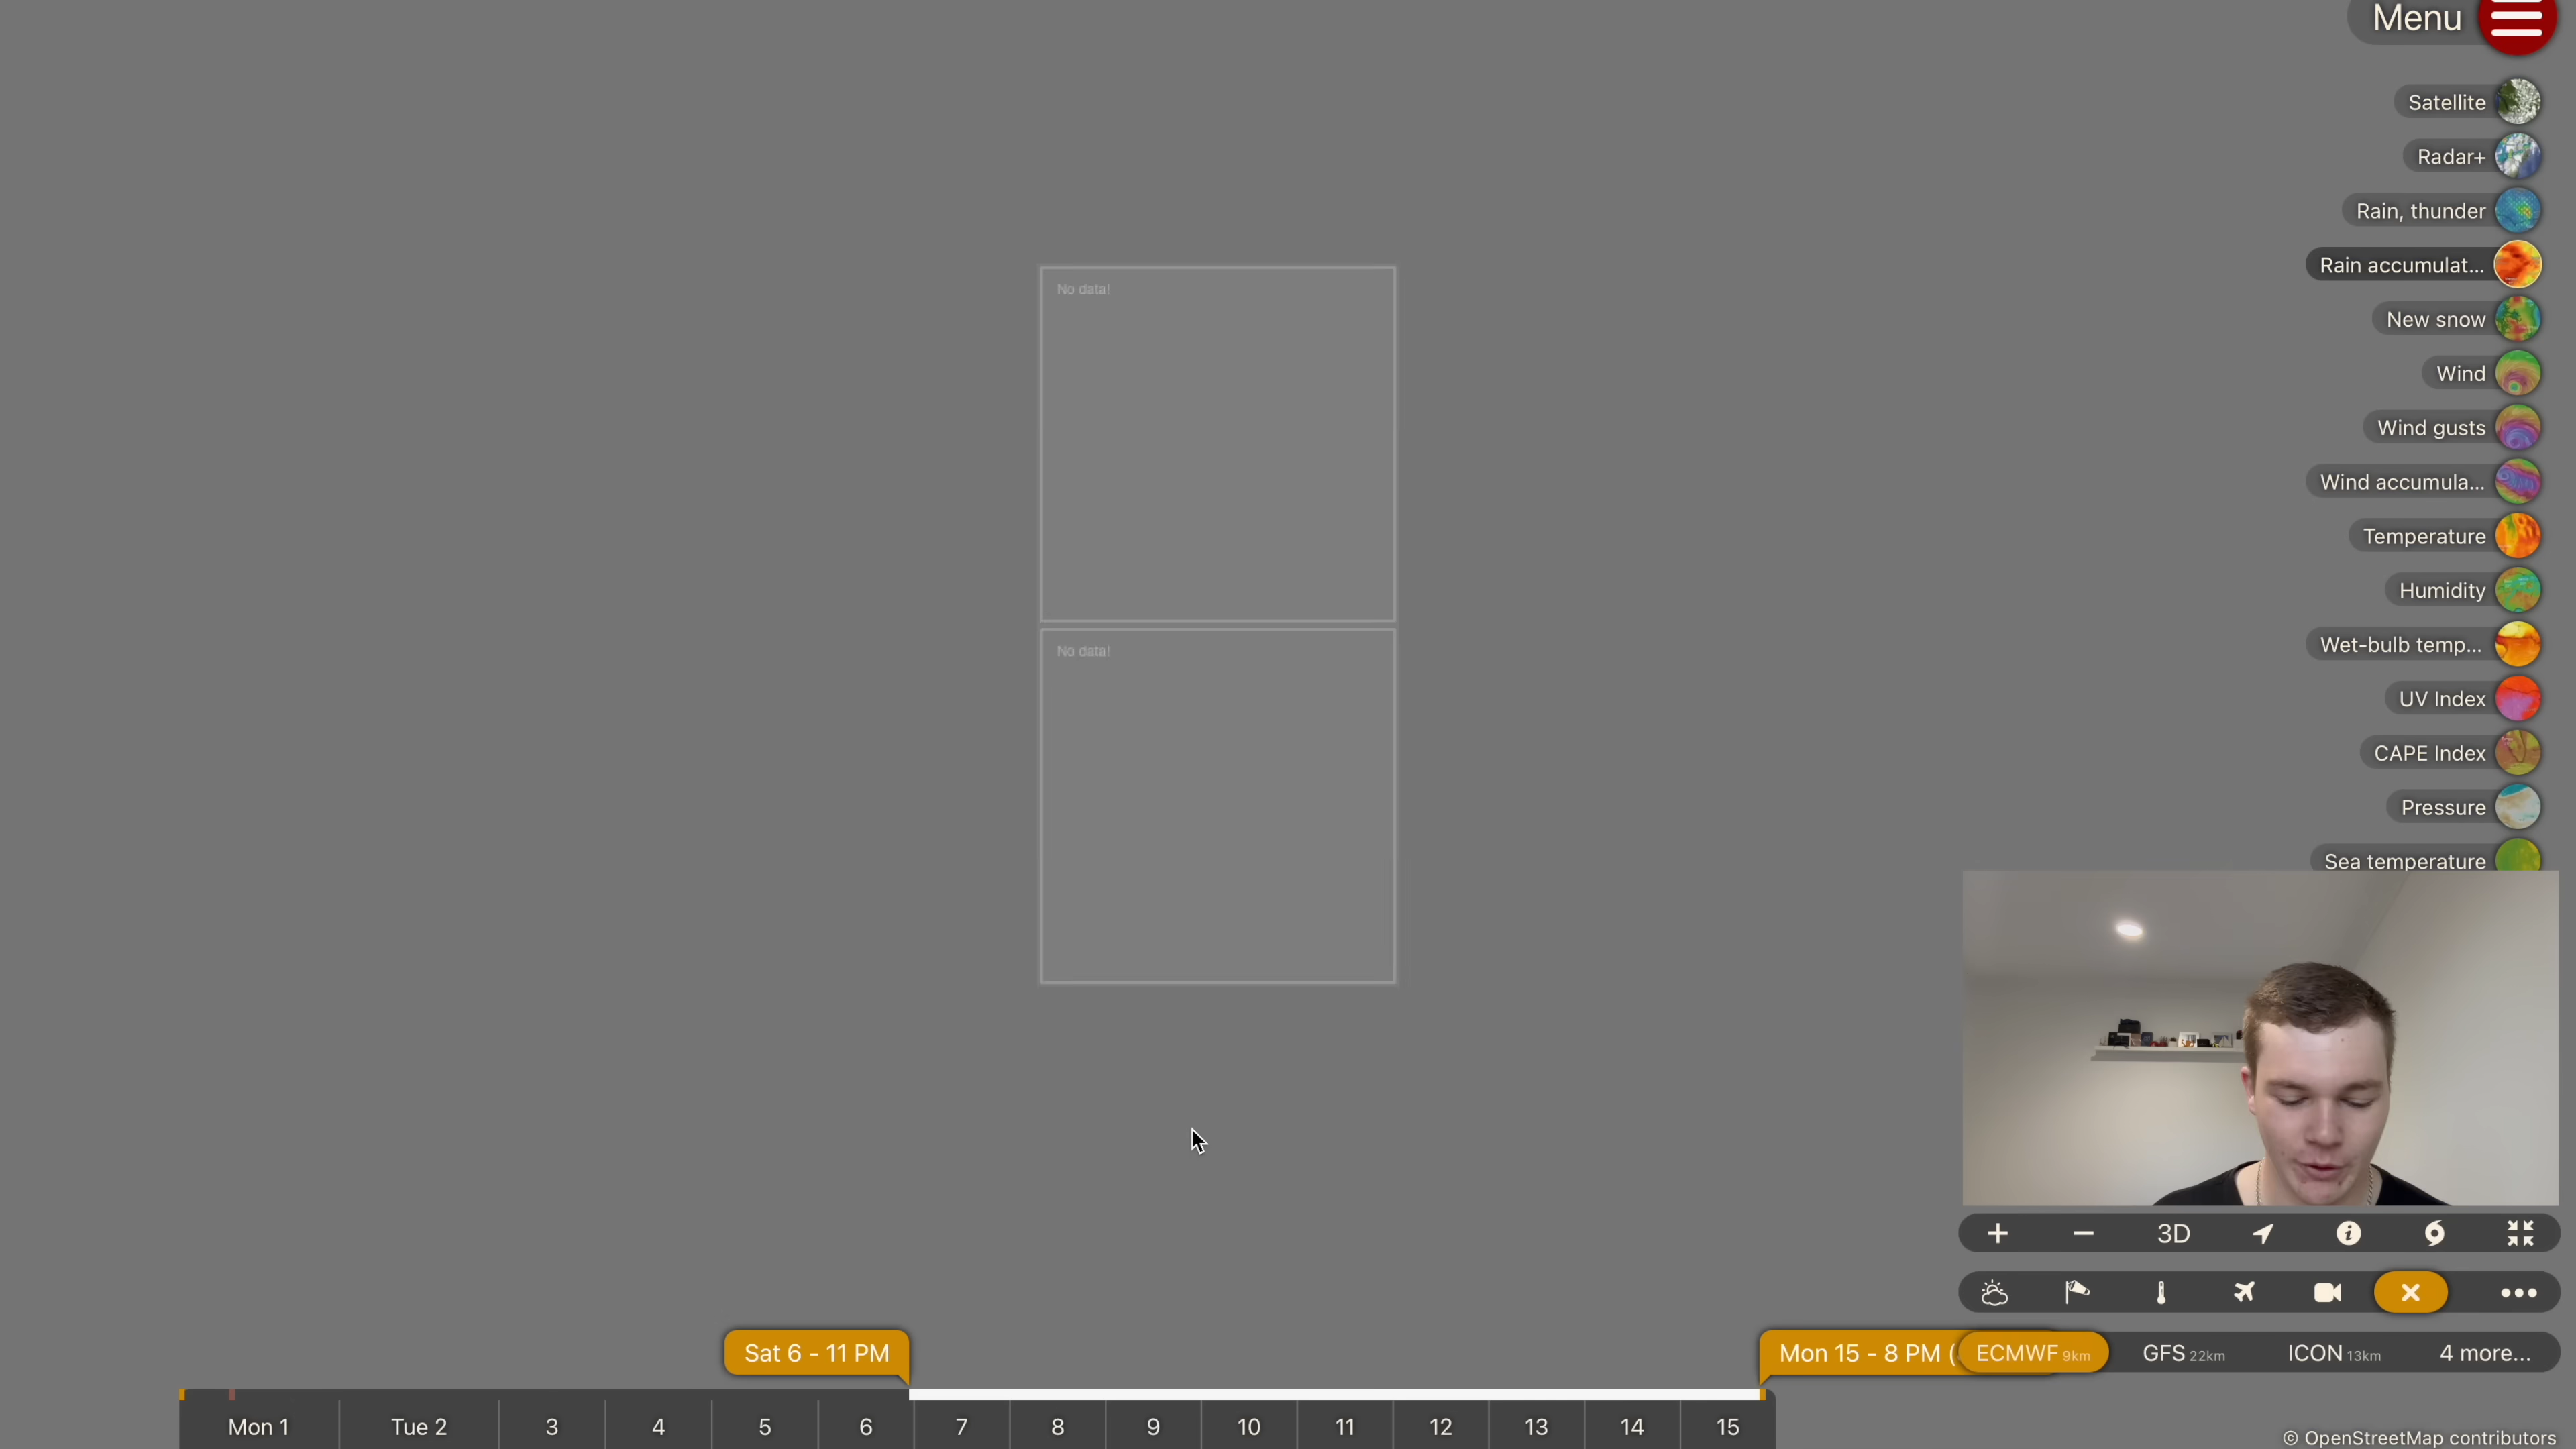 Menu
Satellite
Radar+
Rain, thunder
Rain accumulat...
New snow
Wind
Wind gusts
Wind accumula...
Temperature
Humidity
Wet-bulb temp...
UV Index
CAPE Index
Pressure
Sea temperature
No data!
No data!
3D
Sat 6 - 11 PM
Mon 15 - 8 PM (
ECMWF 9km
GFS 22km
ICON 13km
4 more...
Mon 1
Tue 2
3
4
5
6
7
8
9
10
11
12
13
14
15
© OpenStreetMap contributors